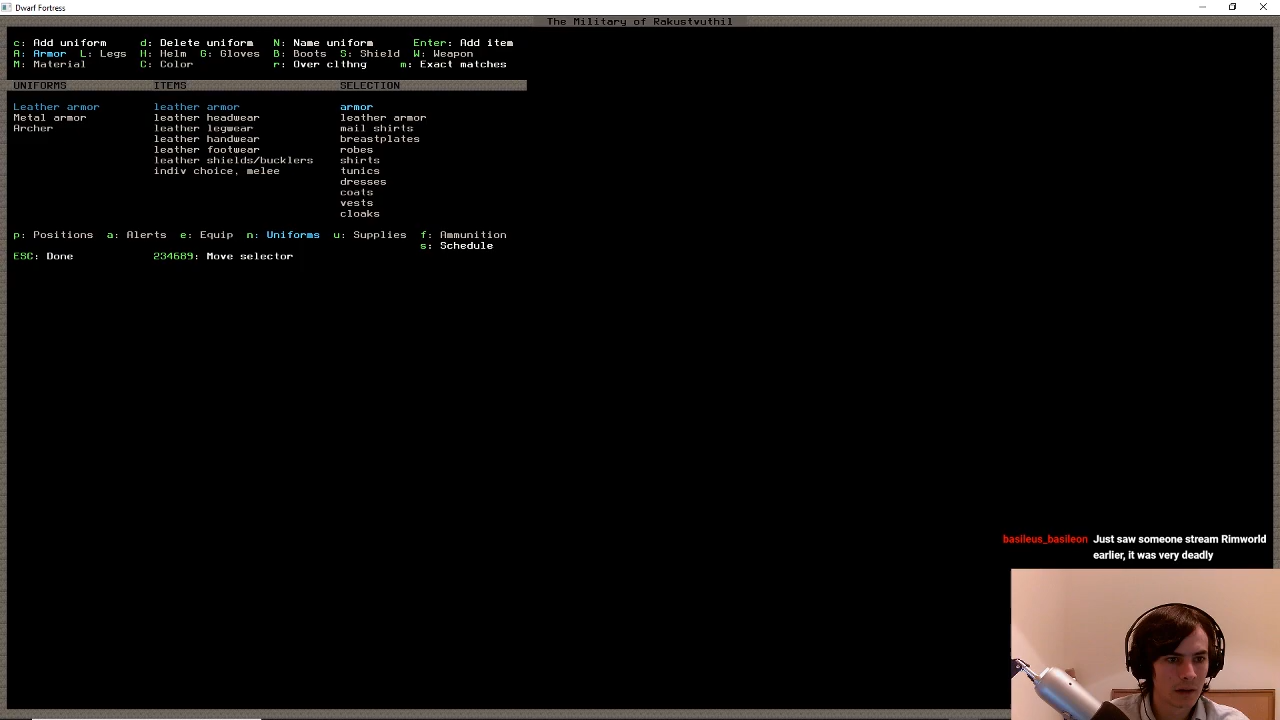 Dwarf Fortress
The Military of Rakustvuthil
c: Add uniform d: Delete uniform N: Name uniform Enter: Add item
A: Armor L: Legs H: Helm G: Gloves B: Boots S: Shield W: Weapon
M: Material C: Color r: Over clthng m: Exact matches
UNIFORMS ITEMS SELECTION
Leather armor leather armor armor
Metal armor leather headwear leather armor
Archer leather legwear mail shirts
leather handwear breastplates
leather footwear robes
leather shields/bucklers shirts
indiv choice, melee tunics
dresses
coats
vests
cloaks
p: Positions a: Alerts e: Equip n: Uniforms u: Supplies f: Ammunition
s: Schedule
ESC: Done 234689: Move selector
basileus_basileon Just saw someone stream Rimworld
earlier, it was very deadly